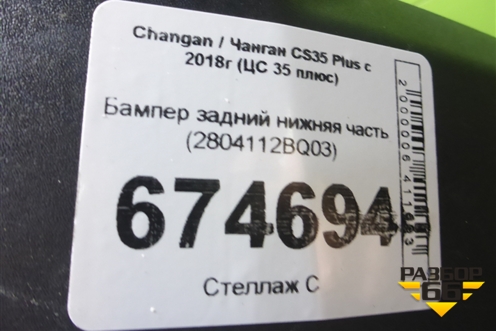 Changan / Чанган CS35 Plus с
2018г (ЦС 35 плюс)
Бампер задний нижняя часть
(2804112BQ03)
674694
Стеллаж С
РАЗБОР
66